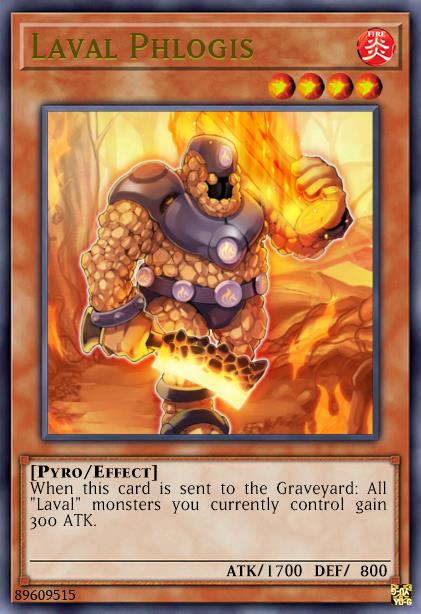 LAVAL PHLOGIS
FIRE
炎
[PYRO/EFFECT]
When this card is sent to the Graveyard: All
"Laval" monsters you currently control gain
300 ATK.
ATK/1700 DEF/ 800
89609515